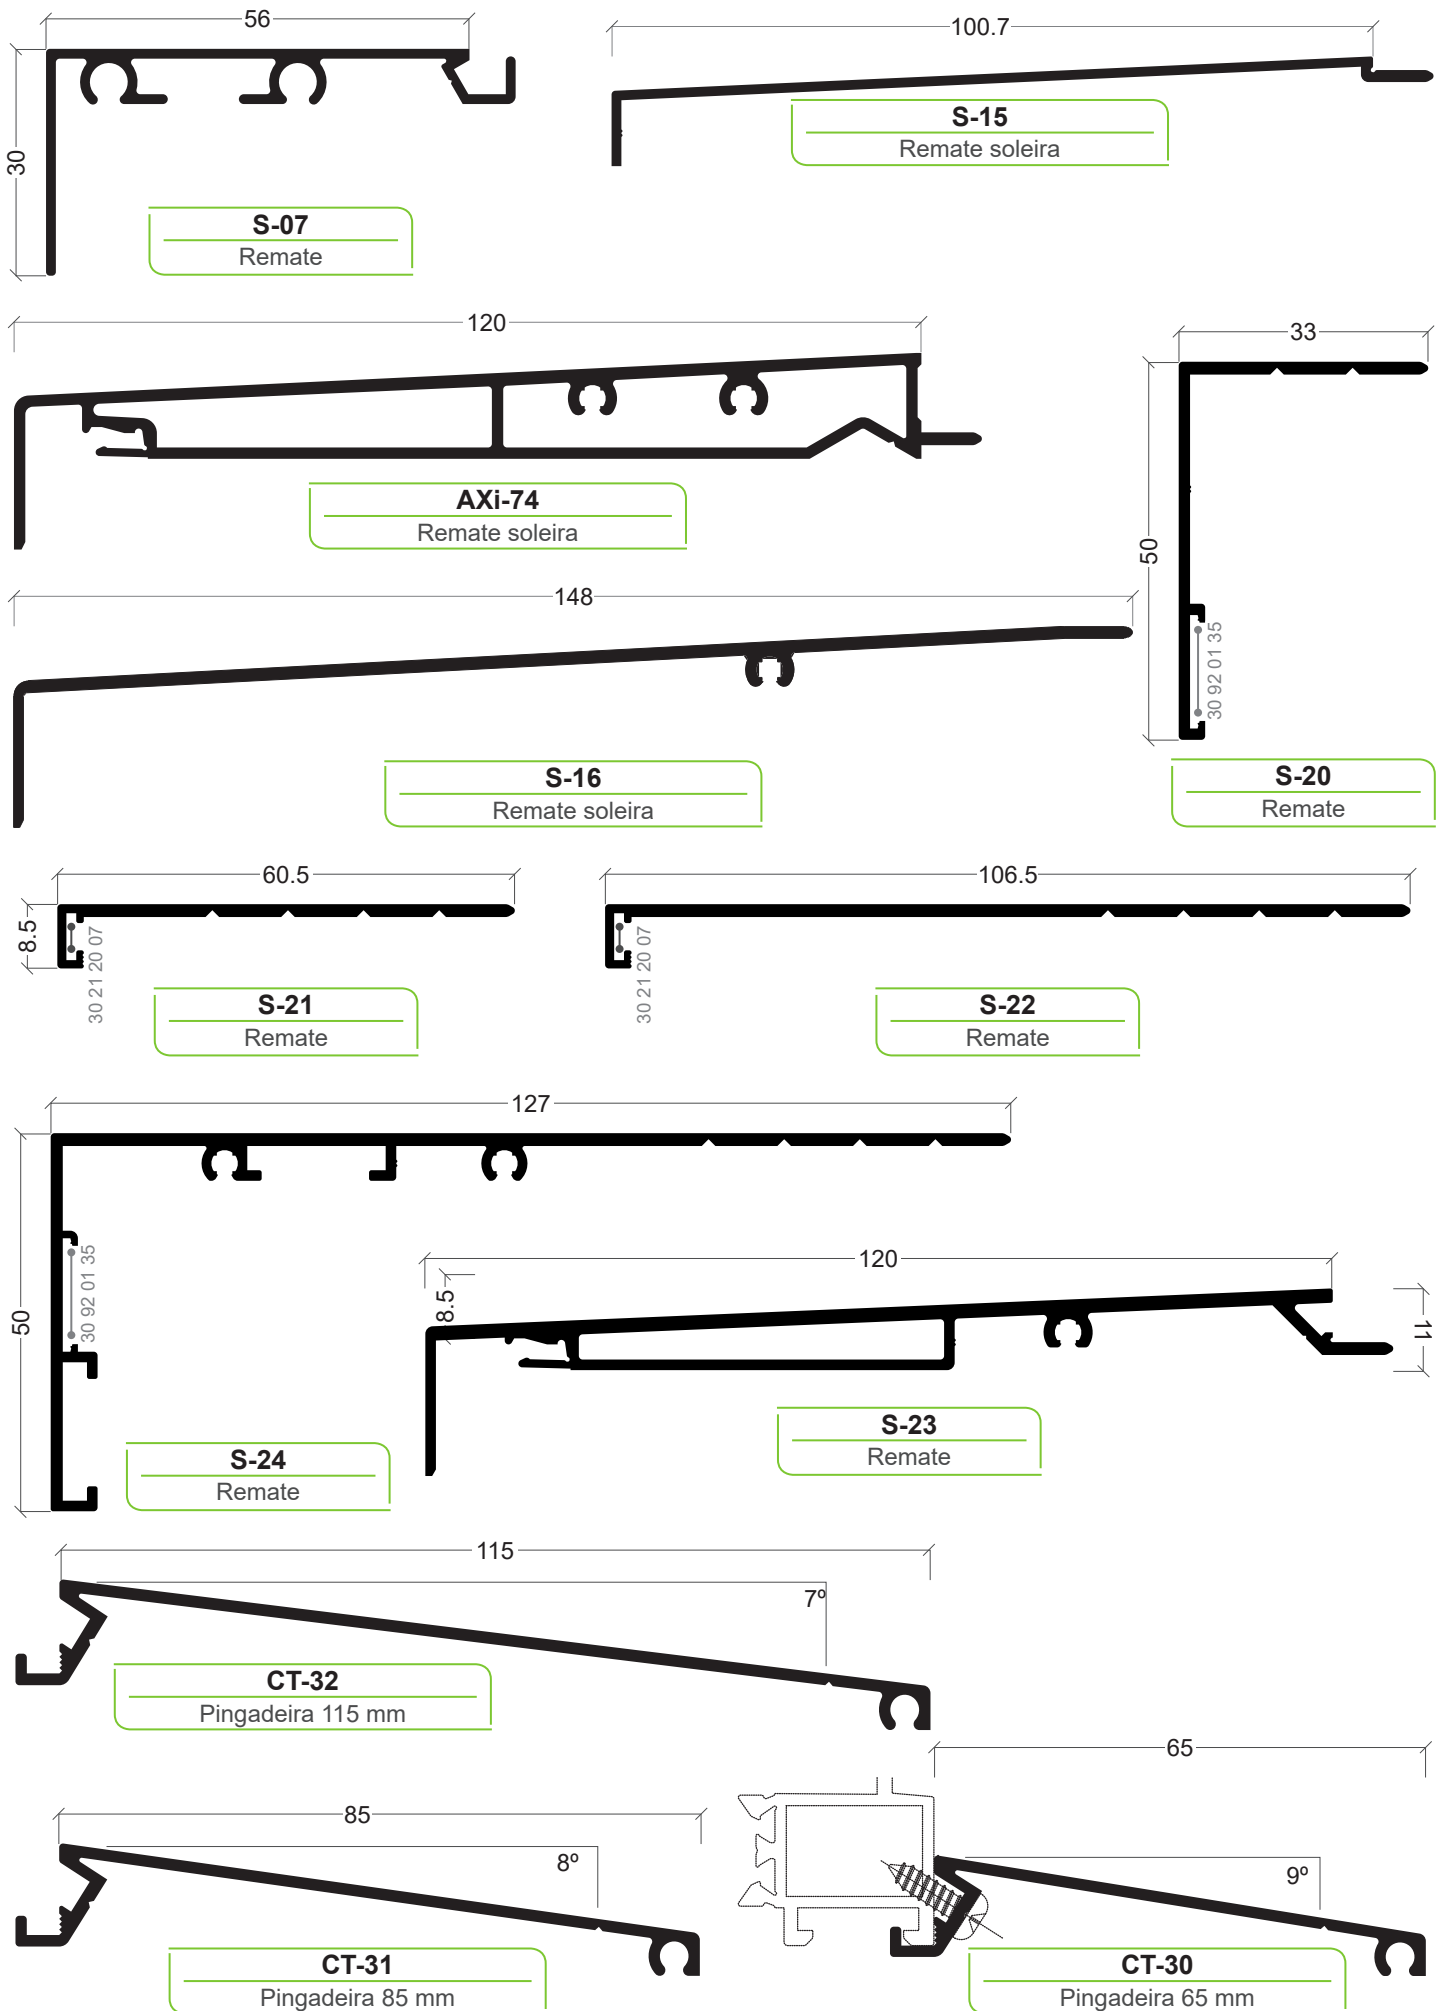 56
100.7
30
S-15
Remate soleira
S-07
Remate
120
33
50
AXi-74
Remate soleira
148
30 92 01 35
S-16
Remate soleira
S-20
Remate
60.5
106.5
8.5
30 21 20 07
30 21 20 07
S-21
Remate
S-22
Remate
127
50
30 92 01 35
120
8.5
11
S-23
Remate
S-24
Remate
115
7º
CT-32
Pingadeira 115 mm
65
85
8º
9º
CT-31
Pingadeira 85 mm
CT-30
Pingadeira 65 mm